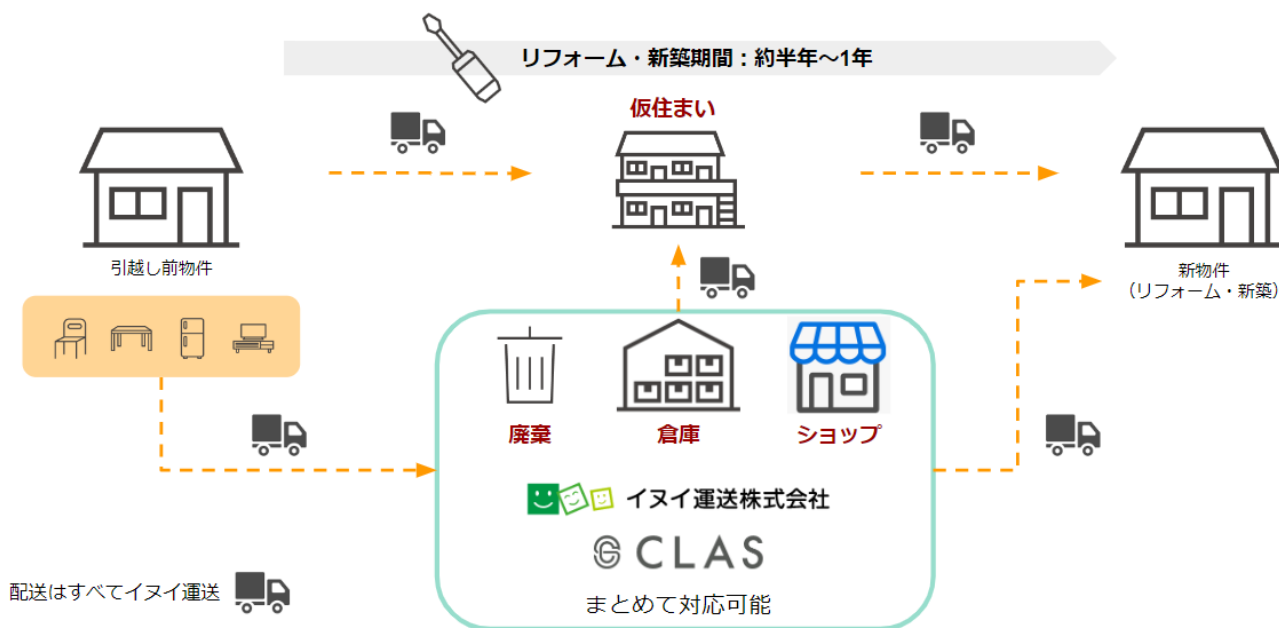 リフォーム・新築期間：約半年～1年
仮住まい
引越し前物件
新物件
（リフォーム・新築）
廃棄
倉庫
ショップ
イヌイ運送株式会社
CLAS
まとめて対応可能
配送はすべてイヌイ運送